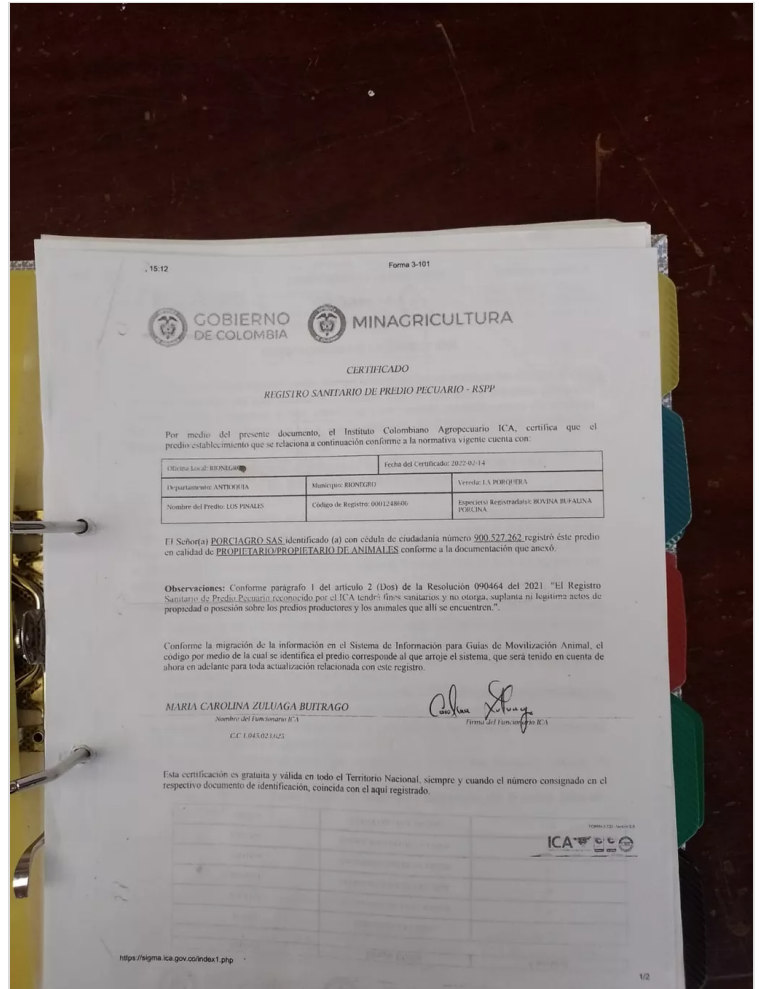 15:12
Forma 3-101
GOBIERNO
DE COLOMBIA
MINAGRICULTURA
CERTIFICADO
REGISTRO SANITARIO DE PREDIO PECUARIO - RSPP
Por medio del presente documento, el Instituto Colombiano Agropecuario ICA, certifica que el
predio/establecimiento que se relaciona a continuación conforme a la normativa vigente cuenta con:
Oficina Local: RIONEGRO
Fecha del Certificado: 2022-02-14
Departamento: ANTIOQUIA
Municipio: RIONEGRO
Vereda: LA PORQUERA
Nombre del Predio: LOS PINALES
Código de Registro: 0001248606
Especie(s) Registrada(s): BOVINA BUFALINA
PORCINA
El Señor(a) PORCIAGRO SAS identificado (a) con cédula de ciudadanía número 900.527.262 registró éste predio
en calidad de PROPIETARIO/PROPIETARIO DE ANIMALES conforme a la documentación que anexó.
Observaciones: Conforme parágrafo 1 del artículo 2 (Dos) de la Resolución 090464 del 2021. "El Registro
Sanitario de Predio Pecuario reconocido por el ICA tendrá fines sanitarios y no otorga, suplanta ni legitima actos de
propiedad o posesión sobre los predios productores y los animales que allí se encuentren.".
Conforme la migración de la información en el Sistema de Información para Guías de Movilización Animal, el
código por medio de la cual se identifica el predio corresponde al que arroje el sistema, que será tenido en cuenta de
ahora en adelante para toda actualización relacionada con este registro.
MARIA CAROLINA ZULUAGA BUITRAGO
Nombre del Funcionario ICA
Firma del Funcionario ICA
C.C
Esta certificación es gratuita y válida en todo el Territorio Nacional, siempre y cuando el número consignado en el
respectivo documento de identificación, coincida con el aquí registrado.
ICA
https://sigma.ica.gov.co/index1.php
1/2